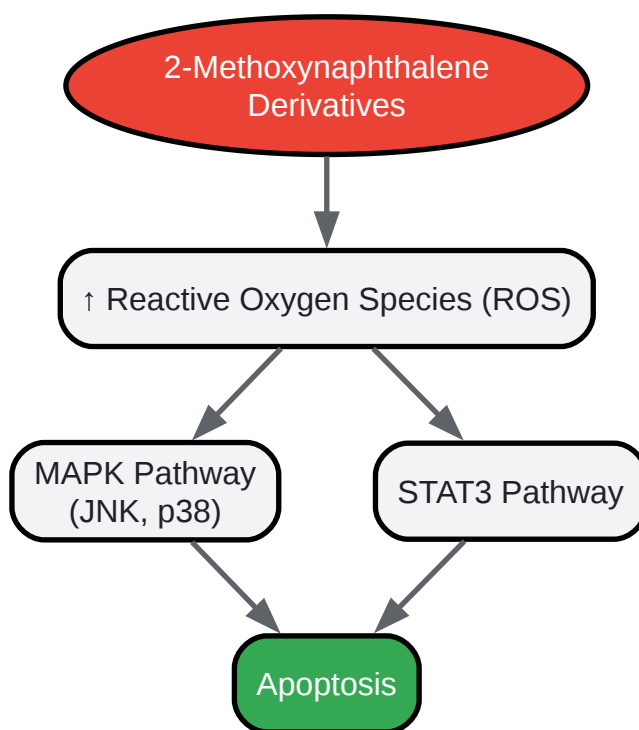 2-Methoxynaphthalene
Derivatives
↑ Reactive Oxygen Species (ROS)
MAPK Pathway
(JNK, p38)
STAT3 Pathway
Apoptosis